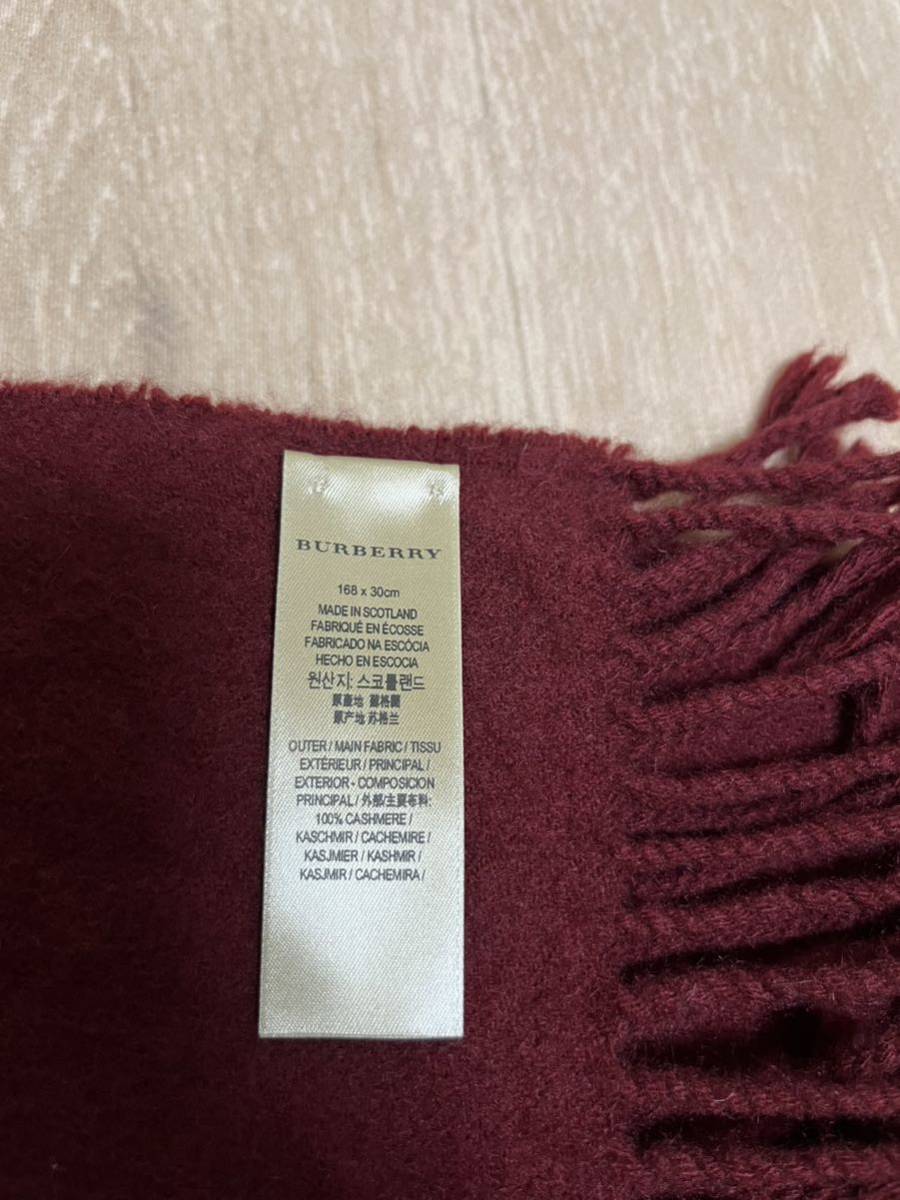 BURBERRY
168 x 30cm
MADE IN SCOTLAND
FABRIQUÉ EN ÉCOSSE
FABRICADO NA ESCÓCIA
HECHO EN ESCOCIA
원산지: 스코틀랜드
原產地 蘇格蘭
原产地 苏格兰
OUTER / MAIN FABRIC / TISSU
EXTÉRIEUR / PRINCIPAL /
EXTERIOR - COMPOSICION
PRINCIPAL / 外部/主要布料:
100% CASHMERE /
KASCHMIR / CACHEMIRE /
KASJMIER / KASHMIR /
KASJMIR / CACHEMIRA /